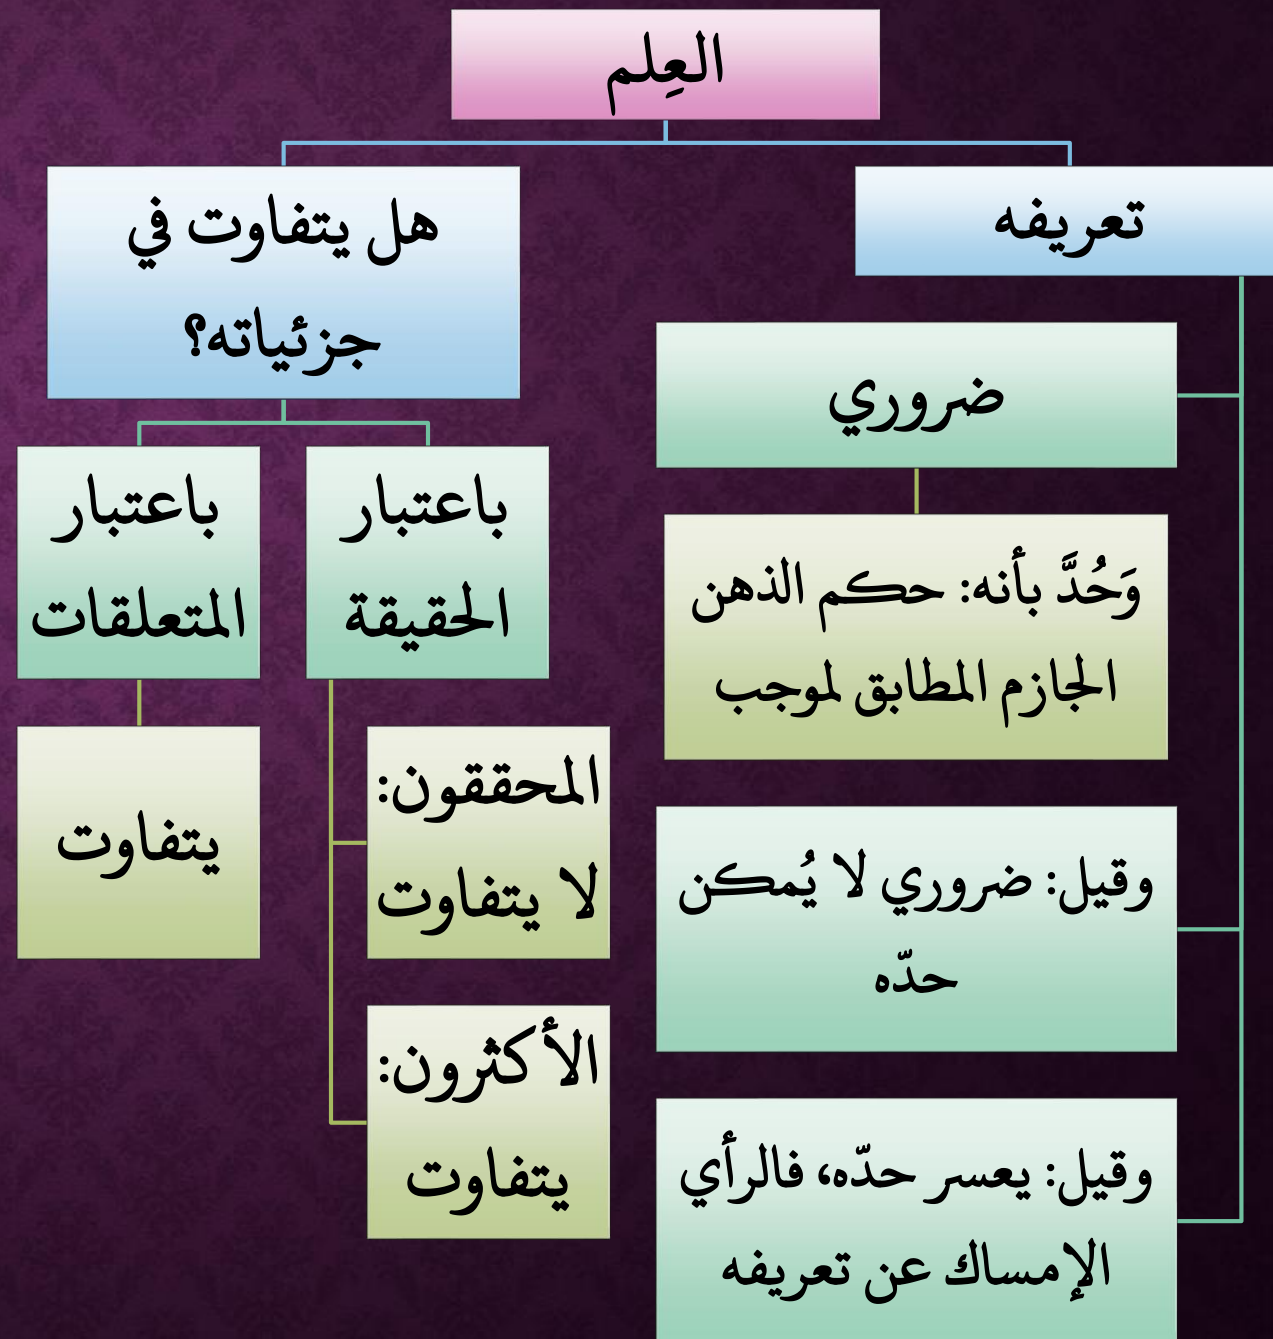 العِلم
تعريفه
ضروري
وَحُدَّ بأنه: حكم الذهن
الجازم المطابق لموجب
وقيل: ضروري لا يُمكن
حدّه
وقيل: يعسر حدّه، فالرأي
الإمساك عن تعريفه
هل يتفاوت في
جزئياته؟
باعتبار
الحقيقة
المحققون:
لا يتفاوت
الأكثرون:
يتفاوت
باعتبار
المتعلقات
يتفاوت